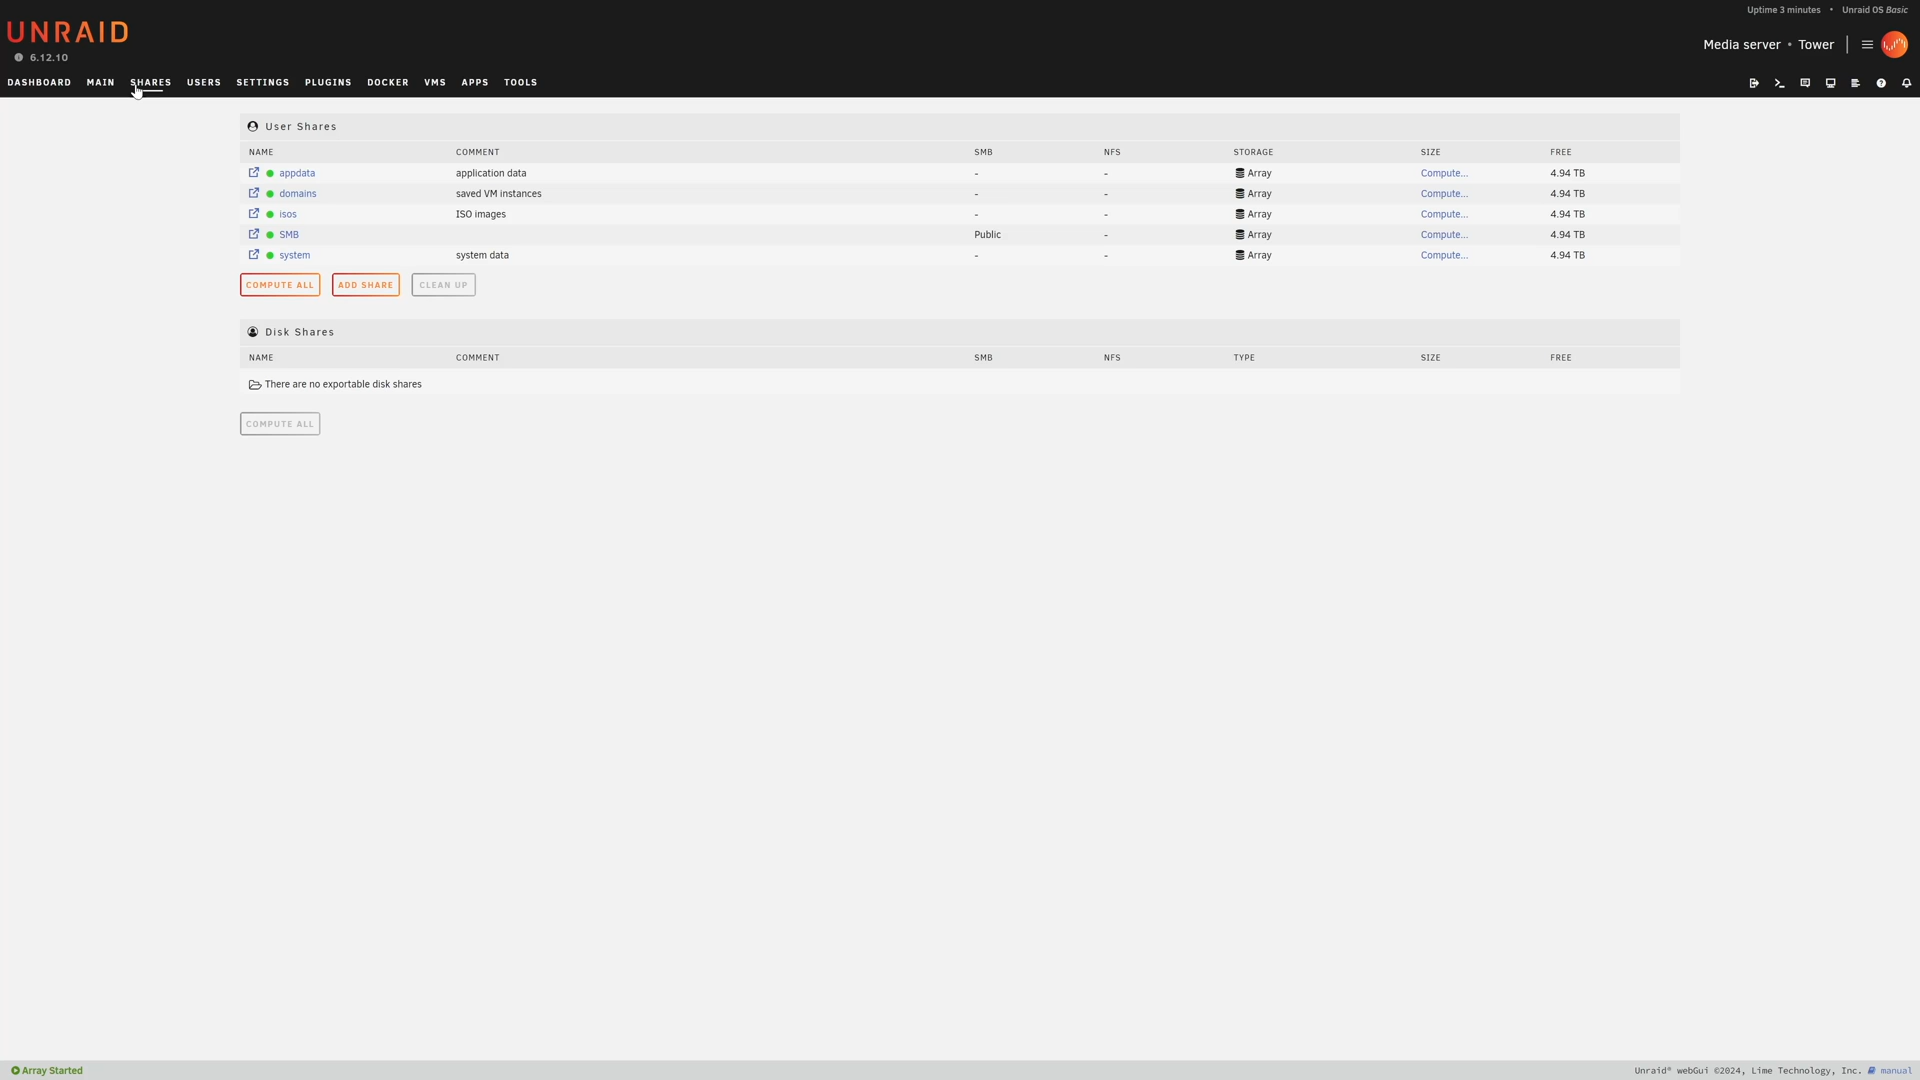 Uptime 3 minutes • Unraid OS Basic
UNRAID
6.12.10
Media server • Tower
DASHBOARD MAIN SHARES USERS SETTINGS PLUGINS DOCKER VMS APPS TOOLS
User Shares
NAME COMMENT SMB NFS STORAGE SIZE FREE
appdata application data - - Array Compute... 4.94 TB
domains saved VM instances - - Array Compute... 4.94 TB
isos ISO images - - Array Compute... 4.94 TB
SMB Public - Array Compute... 4.94 TB
system system data - - Array Compute... 4.94 TB
COMPUTE ALL ADD SHARE CLEAN UP
Disk Shares
NAME COMMENT SMB NFS TYPE SIZE FREE
There are no exportable disk shares
COMPUTE ALL
Array Started
Unraid® webGui ©2024, Lime Technology, Inc. manual